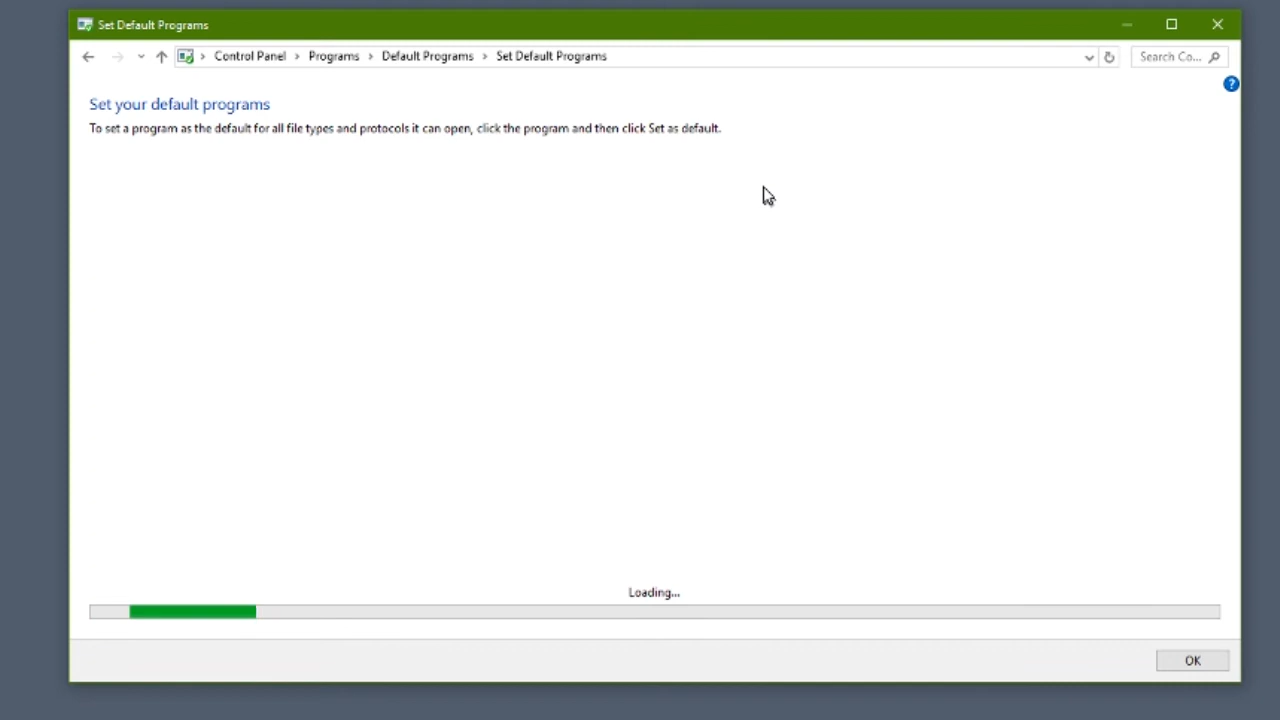 Set Default Programs
Control Panel > Programs > Default Programs > Set Default Programs
Search Co...
?
Set your default programs
To set a program as the default for all file types and protocols it can open, click the program and then click Set as default.
Loading...
OK